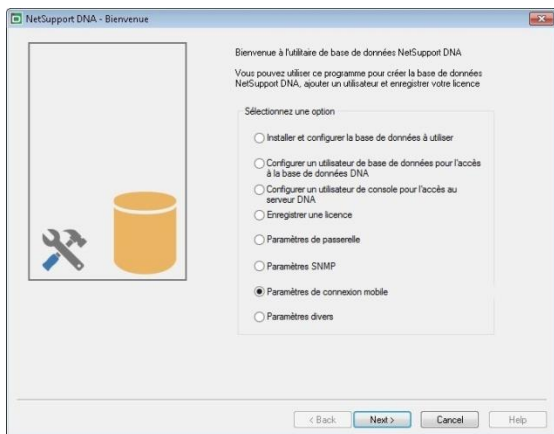 NetSupport DNA - Bienvenue
Bienvenue à l'utilitaire de base de données NetSupport DNA
Vous pouvez utiliser ce programme pour créer la base de données
NetSupport DNA, ajouter un utilisateur et enregistrer votre licence
Sélectionnez une option
Installer et configurer la base de données à utiliser
Configurer un utilisateur de base de données pour l'accès
à la base de données DNA
Configurer un utilisateur de console pour l'accès au
serveur DNA
Enregistrer une licence
Paramètres de passerelle
Paramètres SNMP
Paramètres de connexion mobile
Paramètres divers
< Back
Next >
Cancel
Help